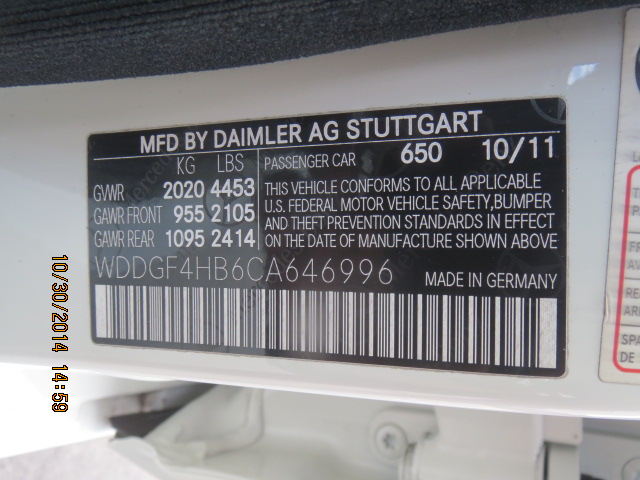 MFD BY DAIMLER AG STUTTGART
KG LBS PASSENGER CAR 650 10/11
GVWR 2020 4453
GAWR FRONT 955 2105
GAWR REAR 1095 2414
THIS VEHICLE CONFORMS TO ALL APPLICABLE
U.S. FEDERAL MOTOR VEHICLE SAFETY,BUMPER
AND THEFT PREVENTION STANDARDS IN EFFECT
ON THE DATE OF MANUFACTURE SHOWN ABOVE
WDDGF4HB6CA646996 MADE IN GERMANY
10/30/2014 14:59
SPA
DE